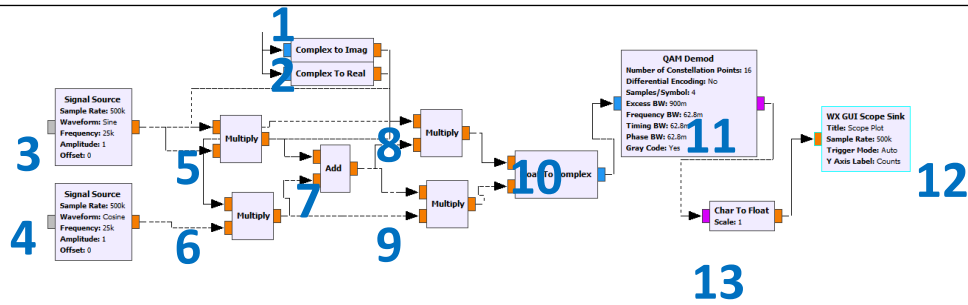 1
Complex to Imag
2
Complex To Real
3
Signal Source
Sample Rate: 500k
Waveform: Sine
Frequency: 25k
Amplitude: 1
Offset: 0
4
Signal Source
Sample Rate: 500k
Waveform: Cosine
Frequency: 25k
Amplitude: 1
Offset: 0
5
Multiply
6
Multiply
7
Add
8
Multiply
9
Multiply
10
To Complex
QAM Demod
Number of Constellation Points: 16
Differential Encoding: No
Samples/Symbol: 4
Excess BW: 900m
Frequency BW: 62.8m
Timing BW: 62.8m
Phase BW: 62.8m
Gray Code: Yes
11
WX GUI Scope Sink
Title: Scope Plot
Sample Rate: 500k
Trigger Mode: Auto
Y Axis Label: Counts
12
Char To Float
Scale: 1
13